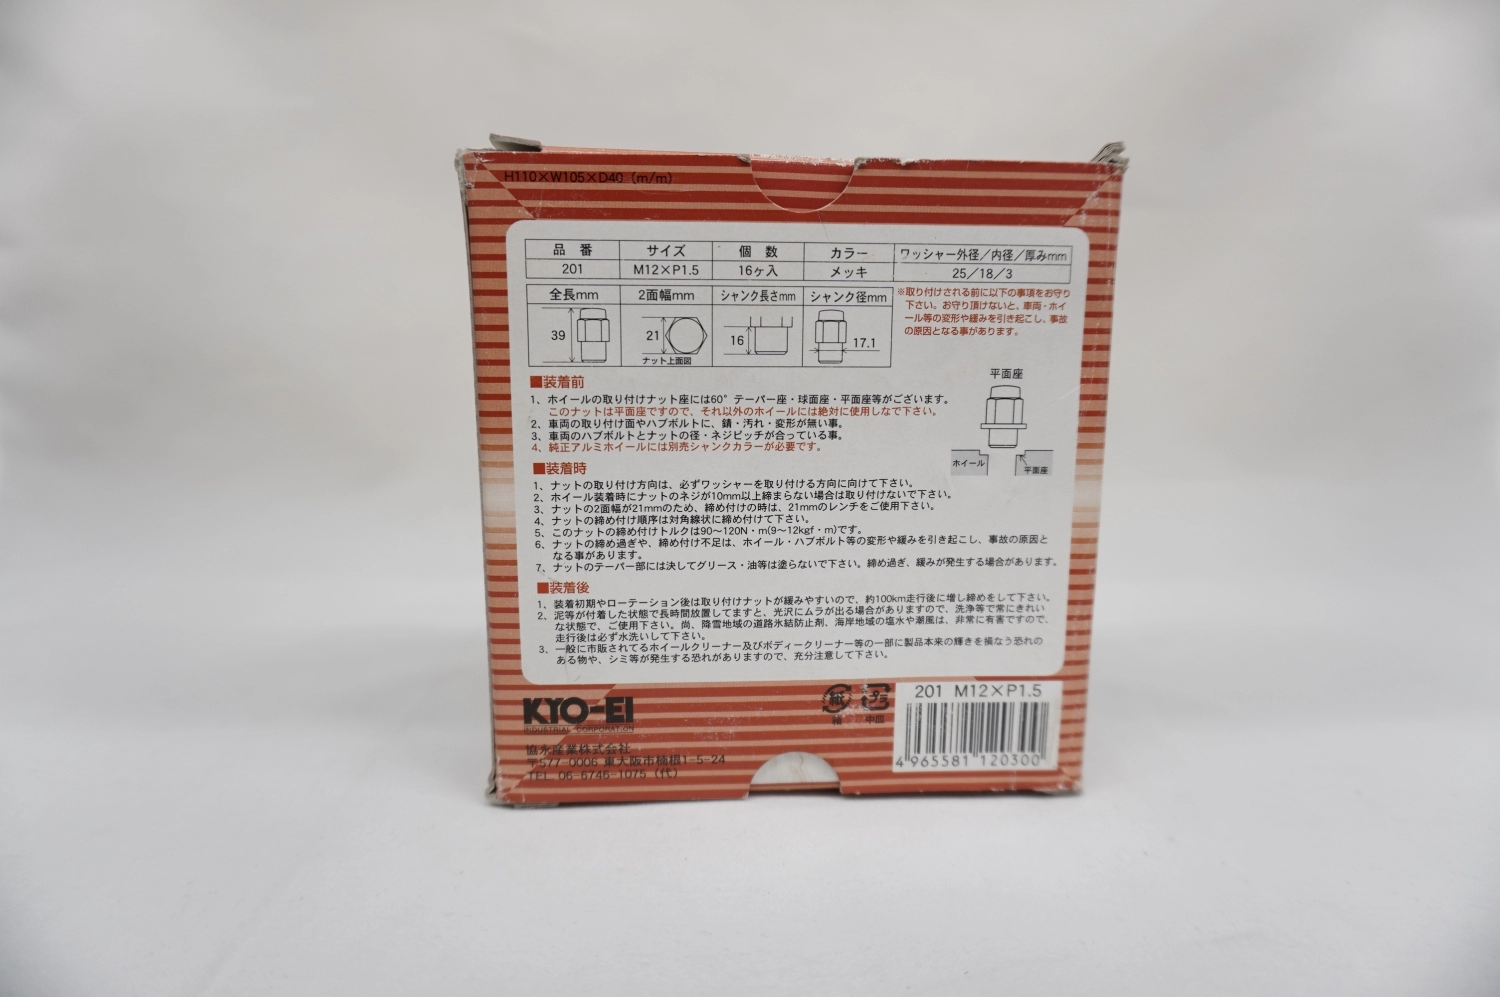 H110×W105×D40 (m/m)
品 番 サイズ 個 数 カラー ワッシャー外径／内径／厚みmm
201 M12×P1.5 16ヶ入 メッキ 25／18／3
全長mm 2面幅mm シャンク長さmm シャンク径mm
39 21 16 17.1
ナット上面図
※取り付けされる前に以下の事項をお守り
下さい。お守り頂けないと、車両・ホイ
ール等の変形や緩みを引き起こし、事故
の原因となる事があります。
■装着前
1、ホイールの取り付けナット座には60°テーパー座・球面座・平面座等がございます。
このナットは平面座ですので、それ以外のホイールには絶対に使用しなで下さい。
2、車両の取り付け面やハブボルトに、錆・汚れ・変形が無い事。
3、車両のハブボルトとナットの径・ネジピッチが合っている事。
4、純正アルミホイールには別売シャンクカラーが必要です。
平面座
ホイール
平面座
■装着時
1、ナットの取り付け方向は、必ずワッシャーを取り付ける方向に向けて下さい。
2、ホイール装着時にナットのネジが10mm以上締まらない場合は取り付けないで下さい。
3、ナットの2面幅が21mmのため、締め付けの時は、21mmのレンチをご使用下さい。
4、ナットの締め付け順序は対角線状に締め付けて下さい。
5、このナットの締め付けトルクは90～120N・m(9～12kgf・m)です。
6、ナットの締め過ぎや、締め付け不足は、ホイール・ハブボルト等の変形や緩みを引き起こし、事故の原因と
なる事があります。
7、ナットのテーパー部には決してグリース・油等は塗らないで下さい。締め過ぎ、緩みが発生する場合があります。
■装着後
1、装着初期やローテーション後は取り付けナットが緩みやすいので、約100km走行後に増し締めをして下さい。
2、泥等が付着した状態で長時間放置してますと、光沢にムラが出る場合がありますので、洗浄等で常にきれい
な状態で、ご使用下さい。尚、降雪地域の道路氷結防止剤、海岸地域の塩水や潮風は、非常に有害ですので、
走行後は必ず水洗いして下さい。
3、一般に市販されてるホイールクリーナー及びボディークリーナー等の一部に製品本来の輝きを損なう恐れの
ある物や、シミ等が発生する恐れがありますので、充分注意して下さい。
KYO-EI
INDUSTRIAL CORPORATION
協永産業株式会社
〒577-0006 東大阪市楠根1-5-24
TEL 06-6746-1075 (代)
紙 プラ
箱 中皿
201 M12×P1.5
4 965581 120300